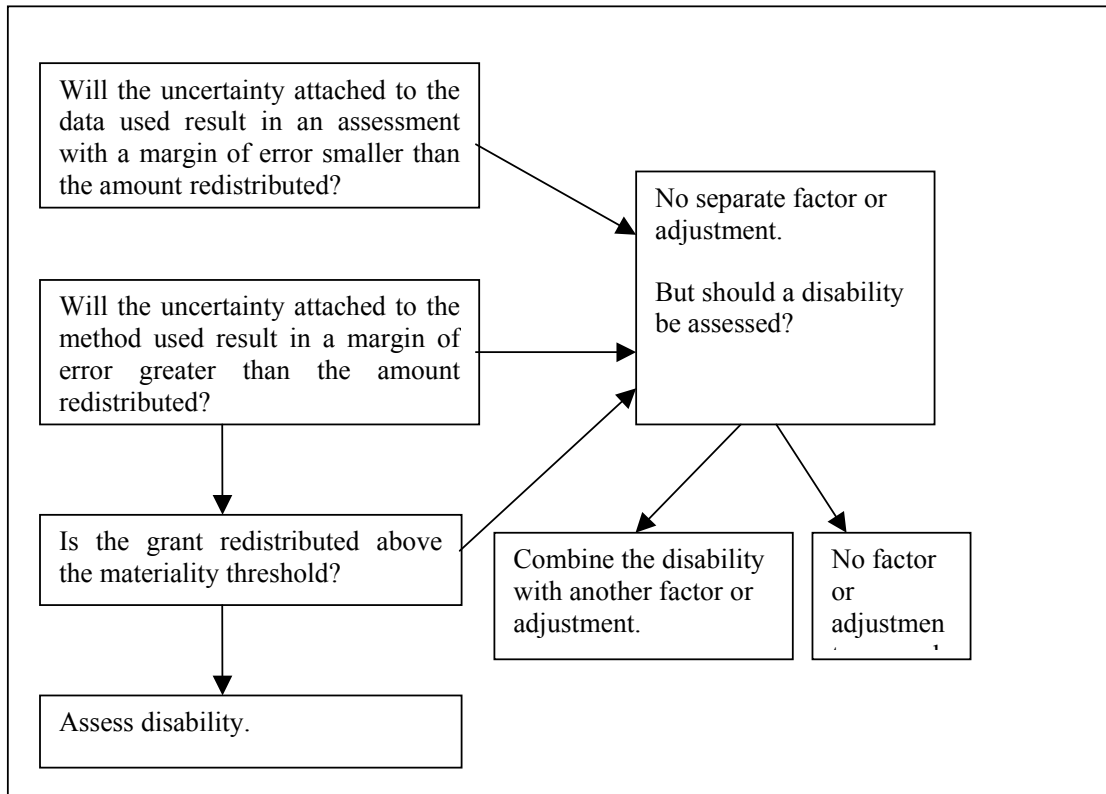 Will the uncertainty attached to the
data used result in an assessment
with a margin of error smaller than
the amount redistributed?
No separate factor or
adjustment.
But should a disability
be assessed?
Will the uncertainty attached to the
method used result in a margin of
error greater than the amount
redistributed?
Is the grant redistributed above
the materiality threshold?
Combine the disability
with another factor or
adjustment.
No factor
or
adjustmen
Assess disability.